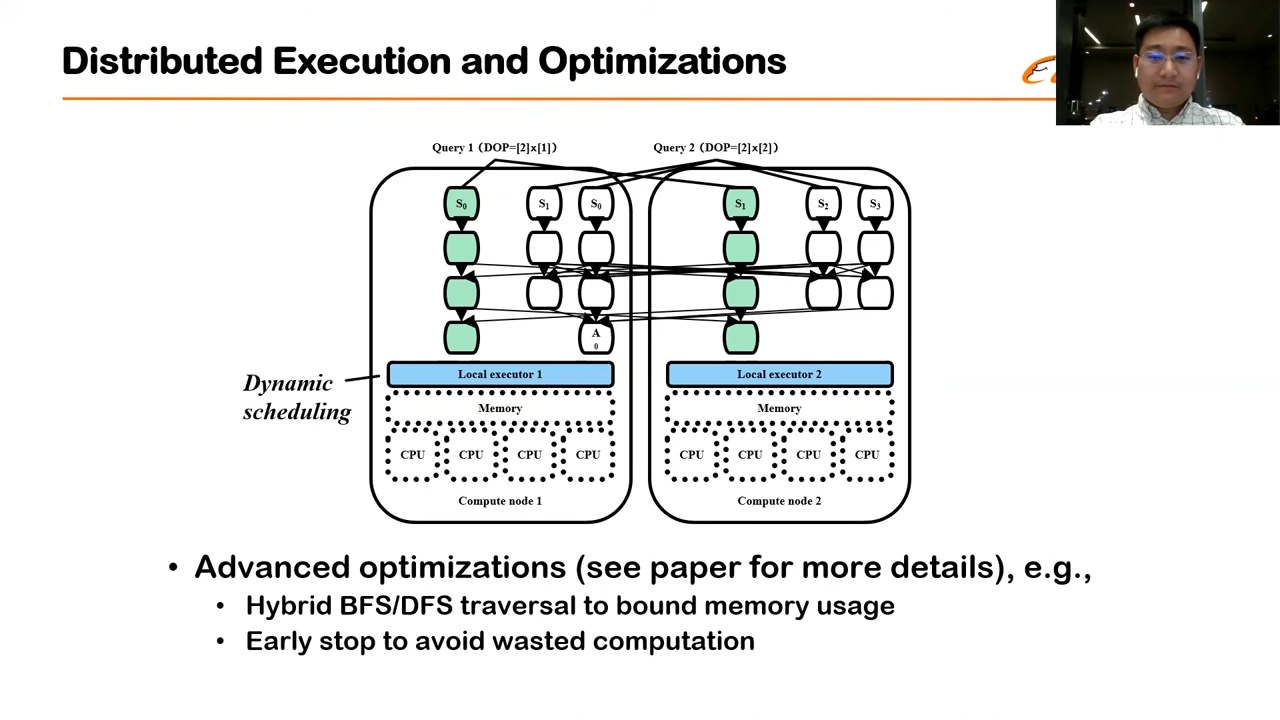 Distributed Execution and Optimizations
Query 1 (DOP=[2]x[1])
Query 2 (DOP=[2]x[2])
S0
S1
S0
S1
S2
S3
A
0
Dynamic
scheduling
Local executor 1
Local executor 2
Memory
Memory
CPU
CPU
CPU
CPU
CPU
CPU
CPU
CPU
Compute node 1
Compute node 2
• Advanced optimizations (see paper for more details), e.g.,
• Hybrid BFS/DFS traversal to bound memory usage
• Early stop to avoid wasted computation